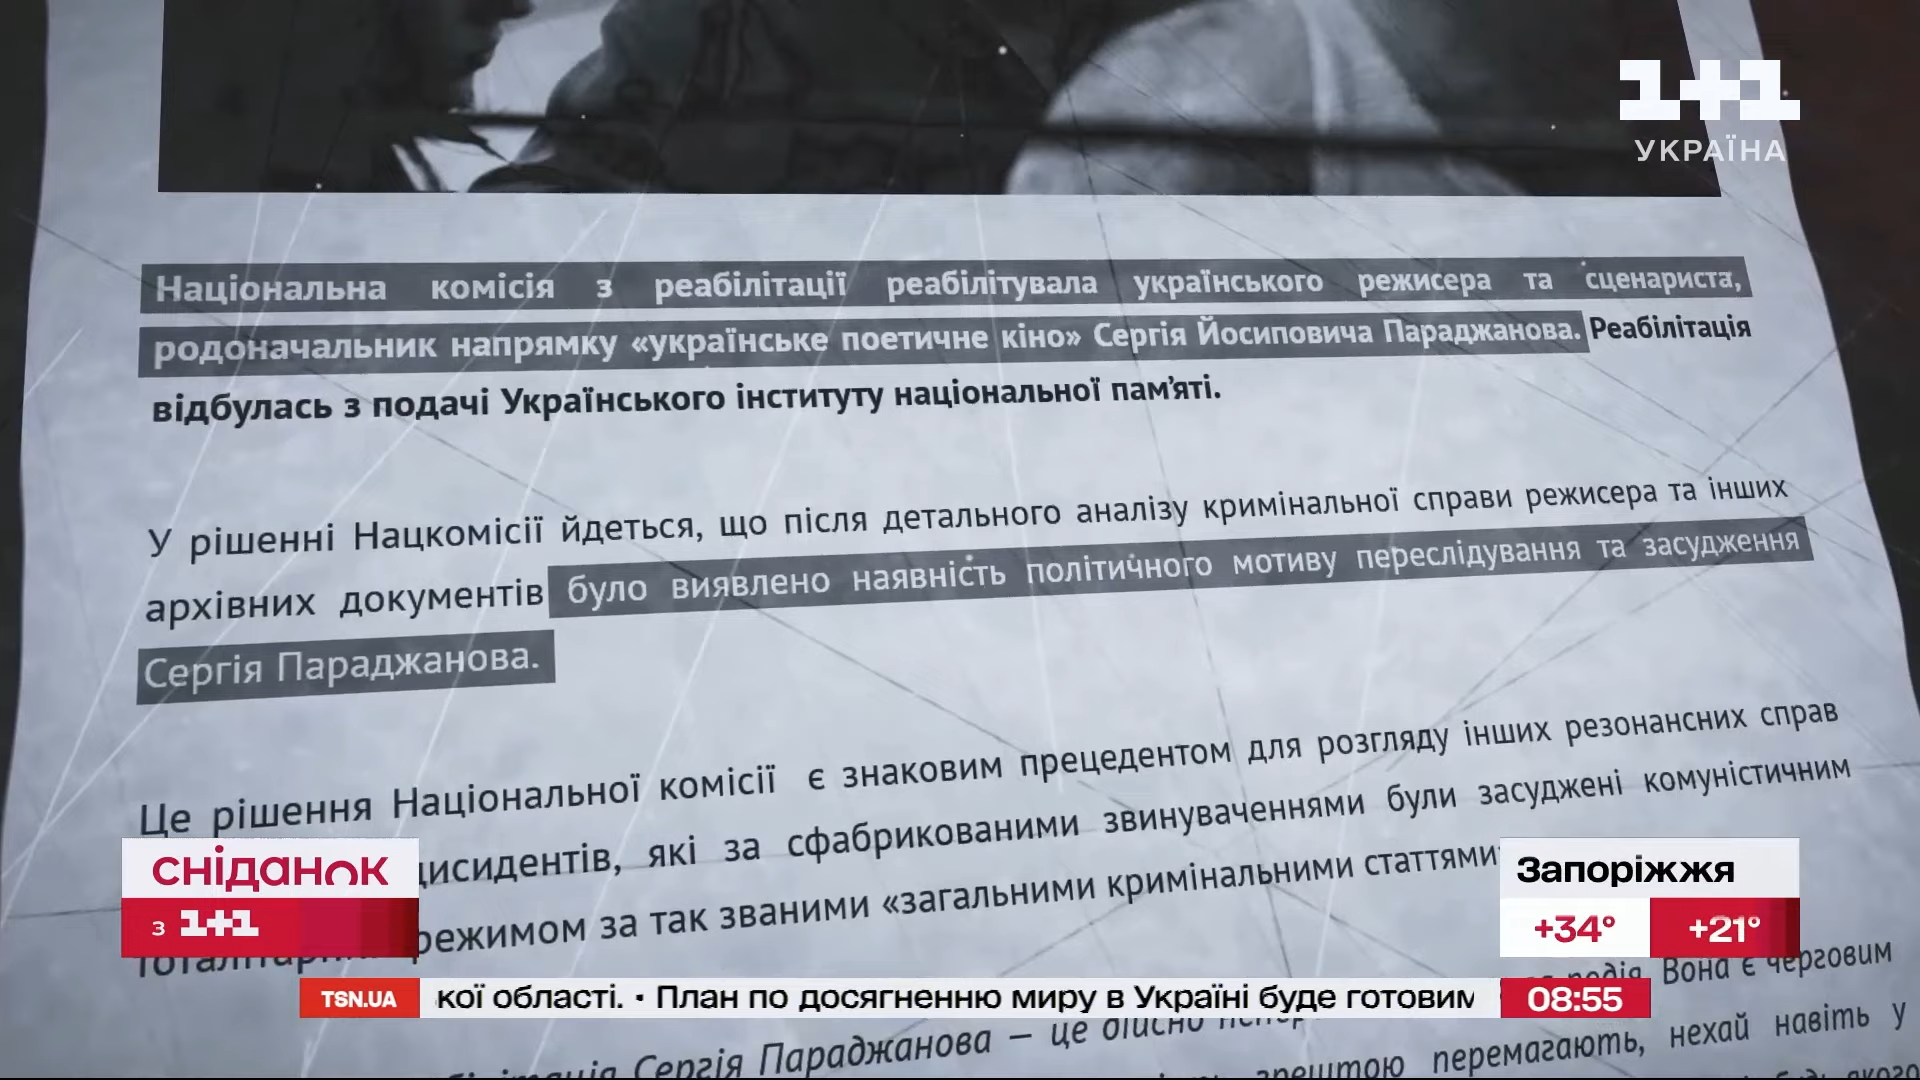 1+1
УКРАЇНА
Національна комісія з реабілітації реабілітувала українського режисера та сценариста,
родоначальник напрямку «українське поетичне кіно» Сергія Йосиповича Параджанова. Реабілітація
відбулась з подачі Українського інституту національної пам'яті.
У рішенні Нацкомісії йдеться, що після детального аналізу кримінальної справи режисера та інших
архівних документів було виявлено наявність політичного мотиву переслідування та засудження
Сергія Параджанова.
Це рішення Національної комісії є знаковим прецедентом для розгляду інших резонансних справ
дисидентів, які за сфабрикованими звинуваченнями були засуджені комуністичним
режимом за так званими «загальними кримінальними статтями
Вона є черговим
Сергія Параджанова – це дійсно
перемагають, нехай навіть у
СНІДАНОК
з 1+1
Запоріжжя
+34° +21°
TSN.UA кої області. • План по досягненню миру в Україні буде готовим 08:55